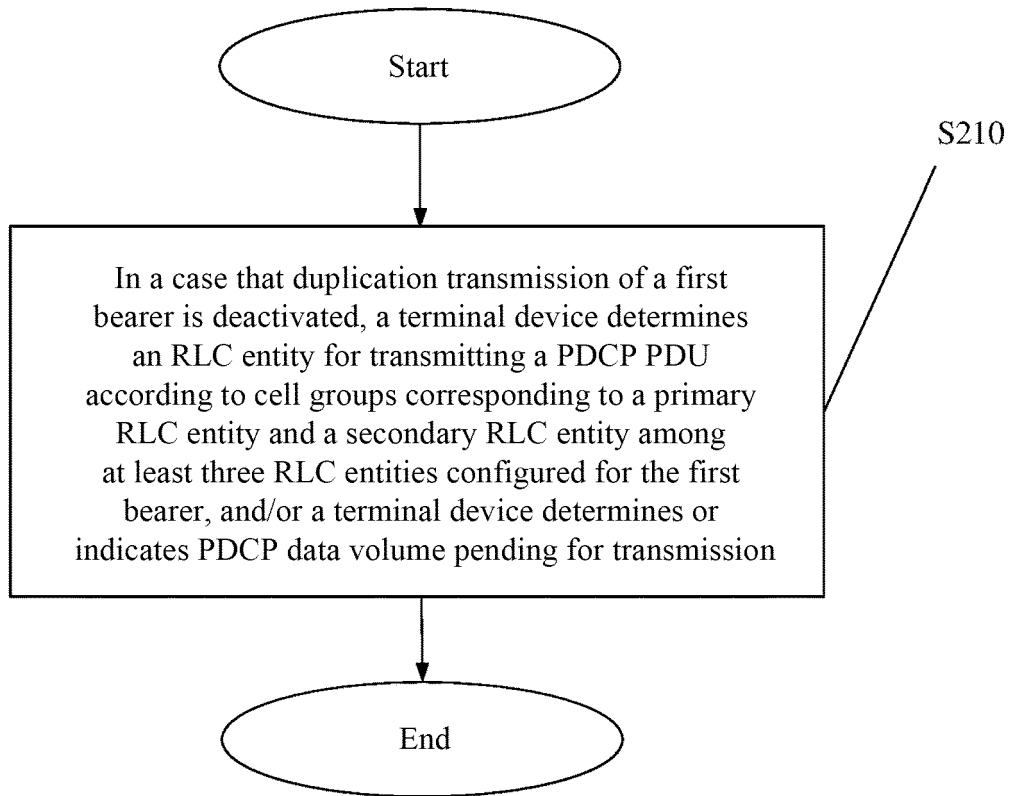 Start
S210
In a case that duplication transmission of a first
bearer is deactivated, a terminal device determines
an RLC entity for transmitting a PDCP PDU
according to cell groups corresponding to a primary
RLC entity and a secondary RLC entity among
at least three RLC entities configured for the first
bearer, and/or a terminal device determines or
indicates PDCP data volume pending for transmission
End